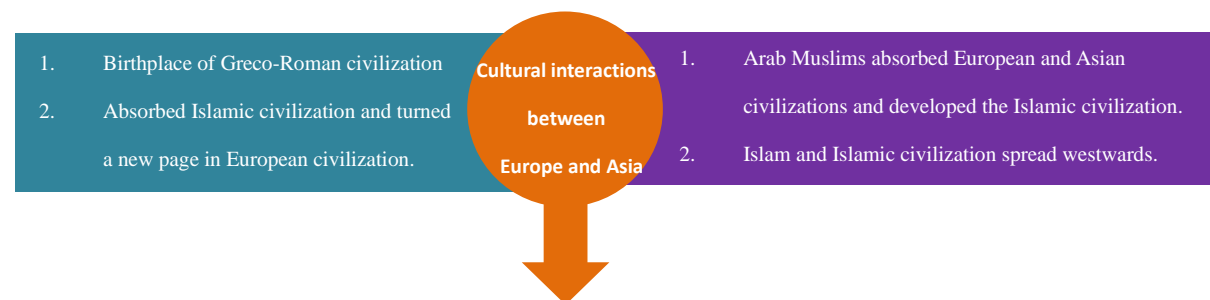 1. Birthplace of Greco-Roman civilization
2. Absorbed Islamic civilization and turned
a new page in European civilization.
Cultural interactions
between
Europe and Asia
1. Arab Muslims absorbed European and Asian
civilizations and developed the Islamic civilization.
2. Islam and Islamic civilization spread westwards.